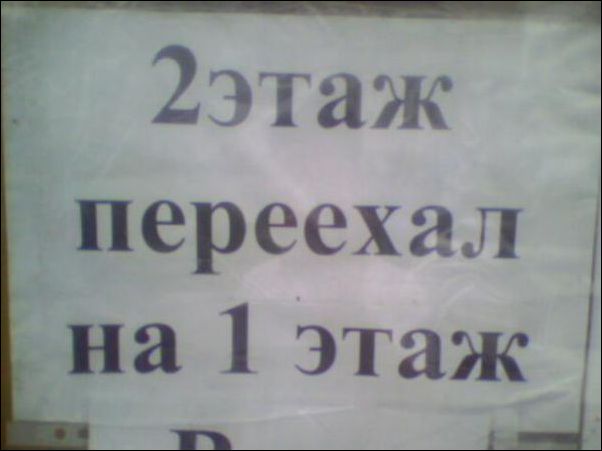 2этаж
переехал
на 1 этаж